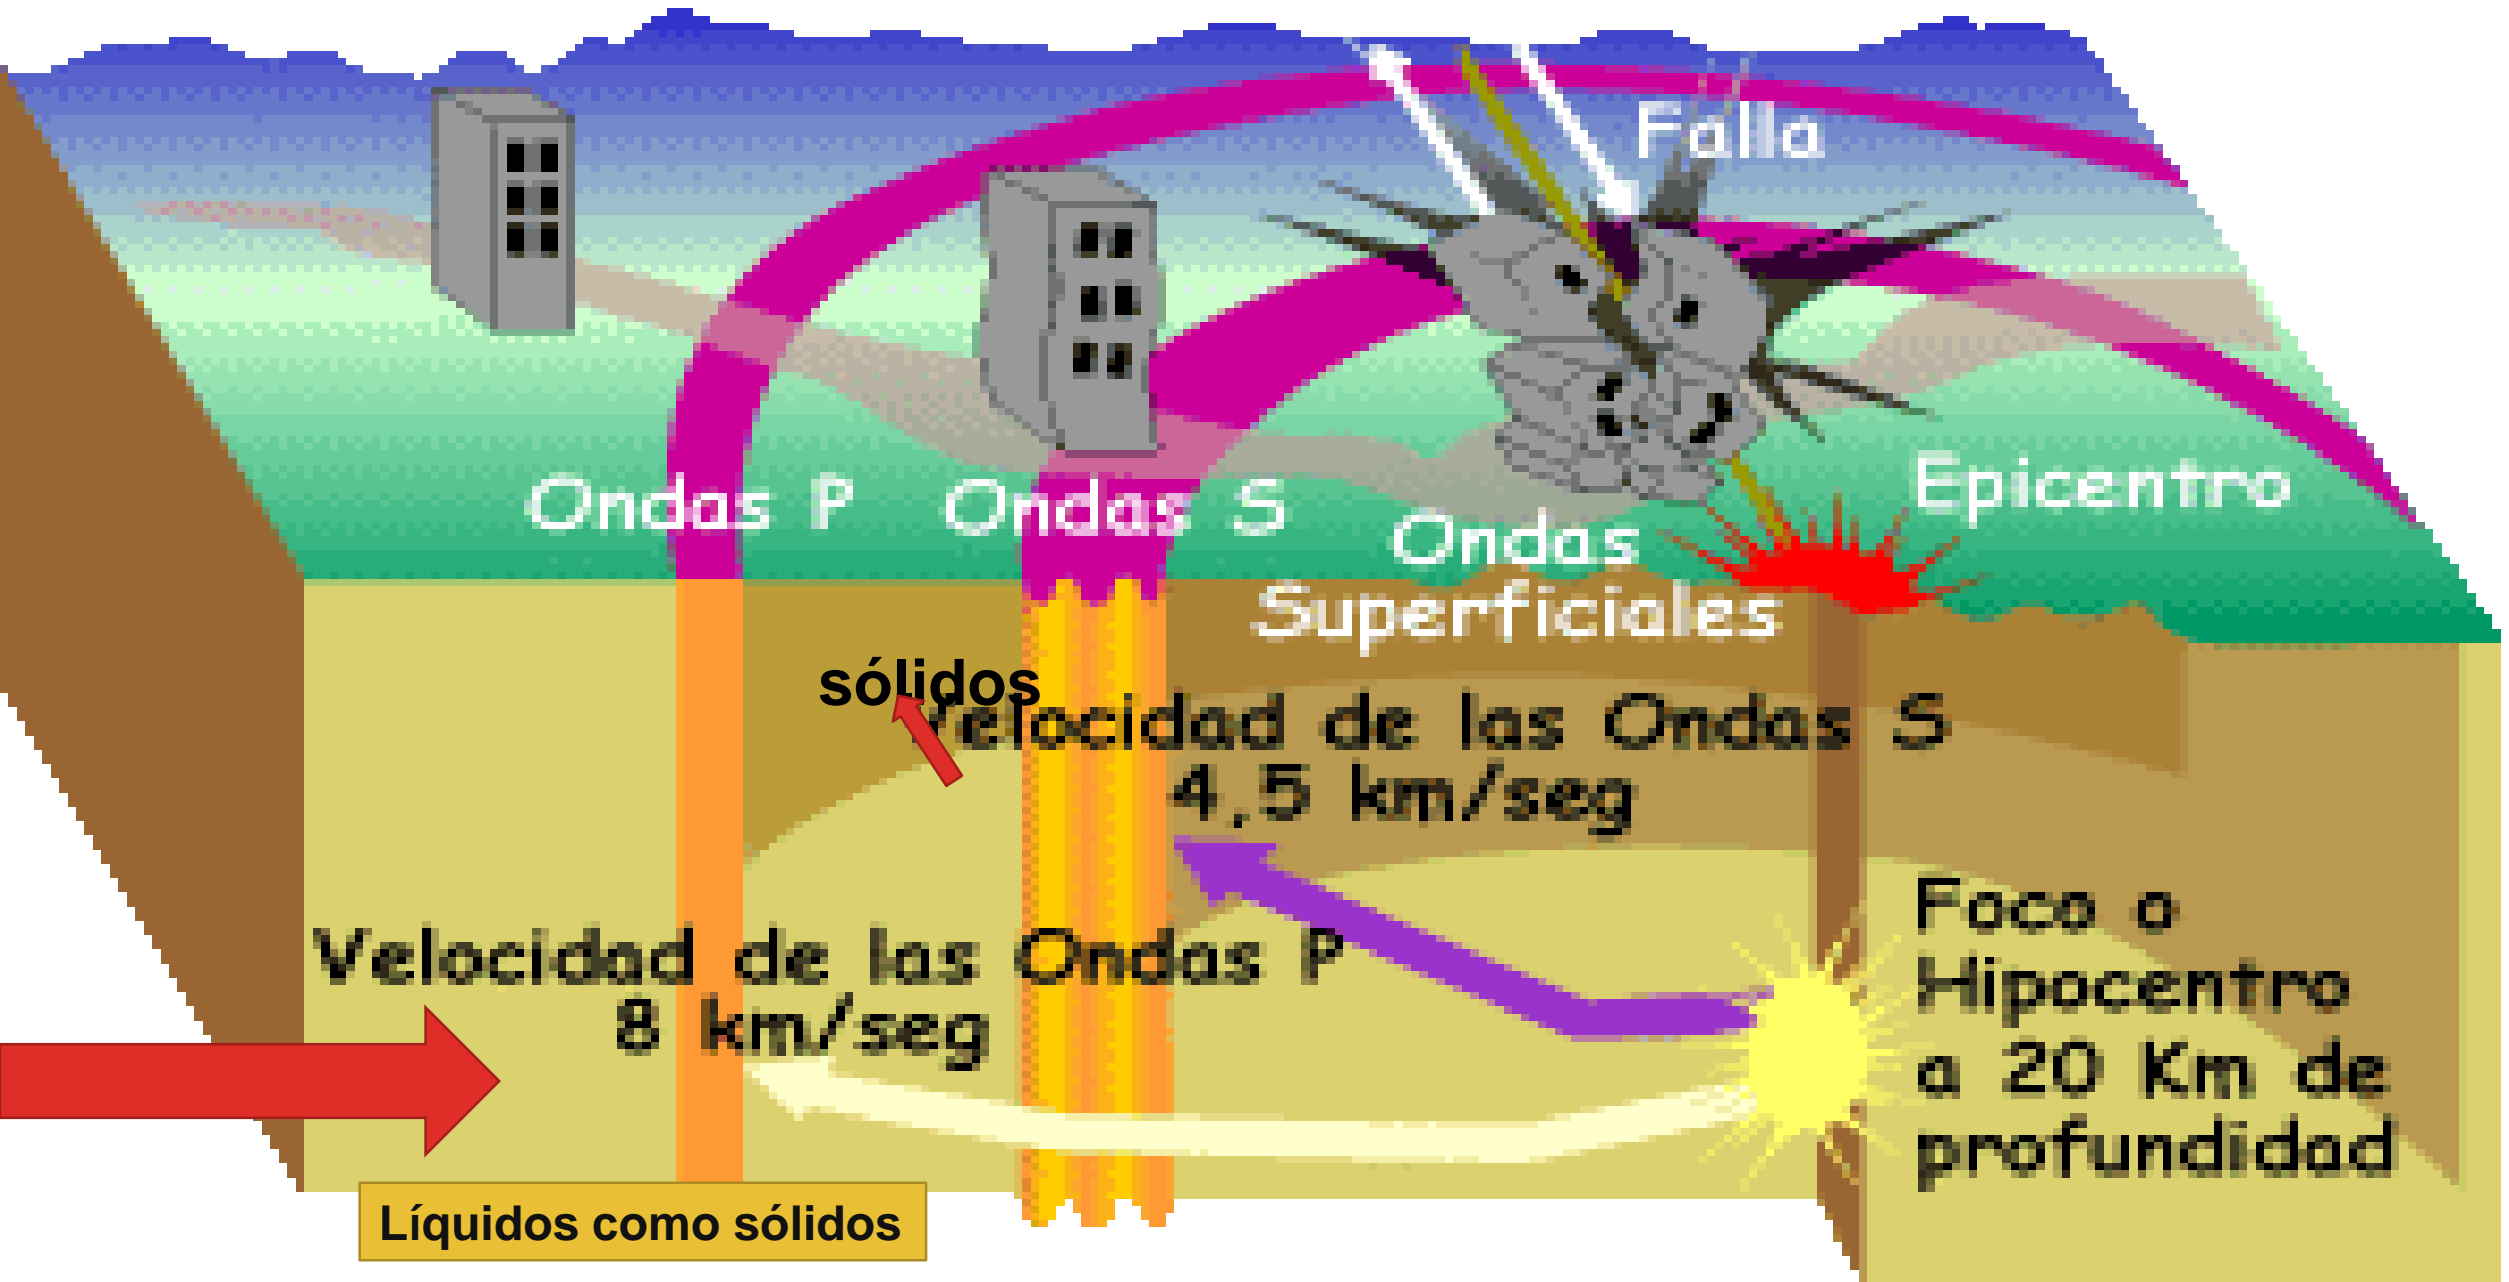 Falla
Ondas P
Ondas S
Ondas
Superficiales
Epicentro
sólidos
Velocidad de las Ondas S
4,5 km/seg
Velocidad de las Ondas P
8 km/seg
Foco o
Hipocentro
a 20 Km de
profundidad
Líquidos como sólidos